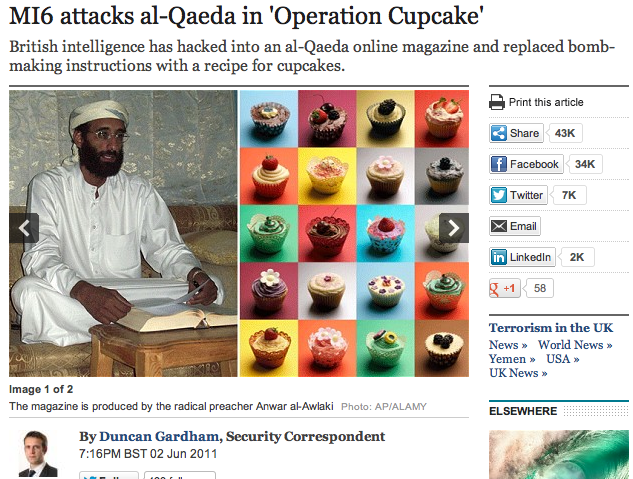 MI6 attacks al-Qaeda in 'Operation Cupcake'
British intelligence has hacked into an al-Qaeda online magazine and replaced bomb-
making instructions with a recipe for cupcakes.
Print this article
Share 43K
Facebook 34K
Twitter 7K
Email
LinkedIn 2K
+1 58
Terrorism in the UK
News » World News »
Yemen » USA »
UK News »
ELSEWHERE
Image 1 of 2
The magazine is produced by the radical preacher Anwar al-Awlaki Photo: AP/ALAMY
By Duncan Gardham, Security Correspondent
7:16PM BST 02 Jun 2011